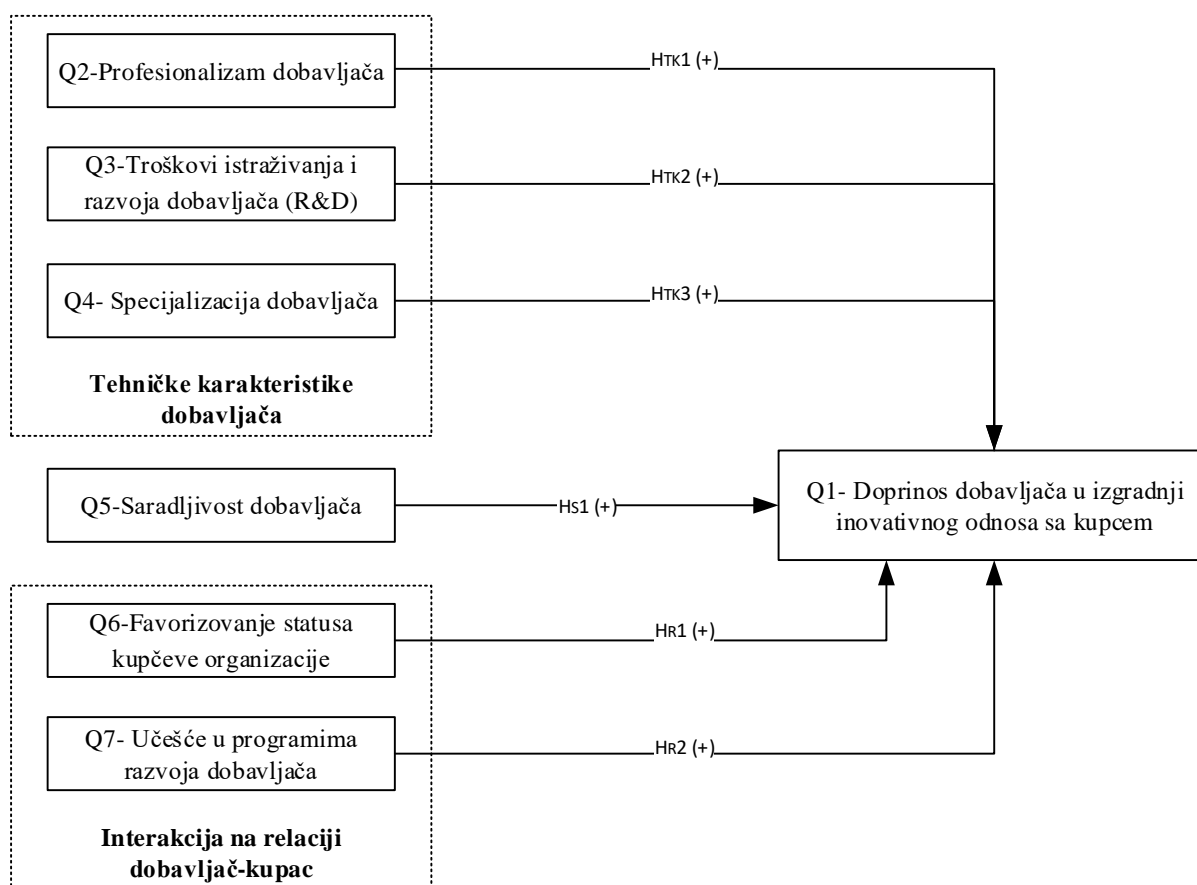 Q2-Profesionalizam dobavljača
HTK1 (+)
Q3-Troškovi istraživanja i
razvoja dobavljača (R&D)
HTK2 (+)
Q4- Specijalizacija dobavljača
HTK3 (+)
Tehničke karakteristike
dobavljača
Q5-Saradljivost dobavljača
HS1 (+)
Q1- Doprinos dobavljača u izgradnji
inovativnog odnosa sa kupcem
Q6-Favorizovanje statusa
kupčeve organizacije
HR1 (+)
Q7- Učešće u programima
razvoja dobavljača
HR2 (+)
Interakcija na relaciji
dobavljač-kupac